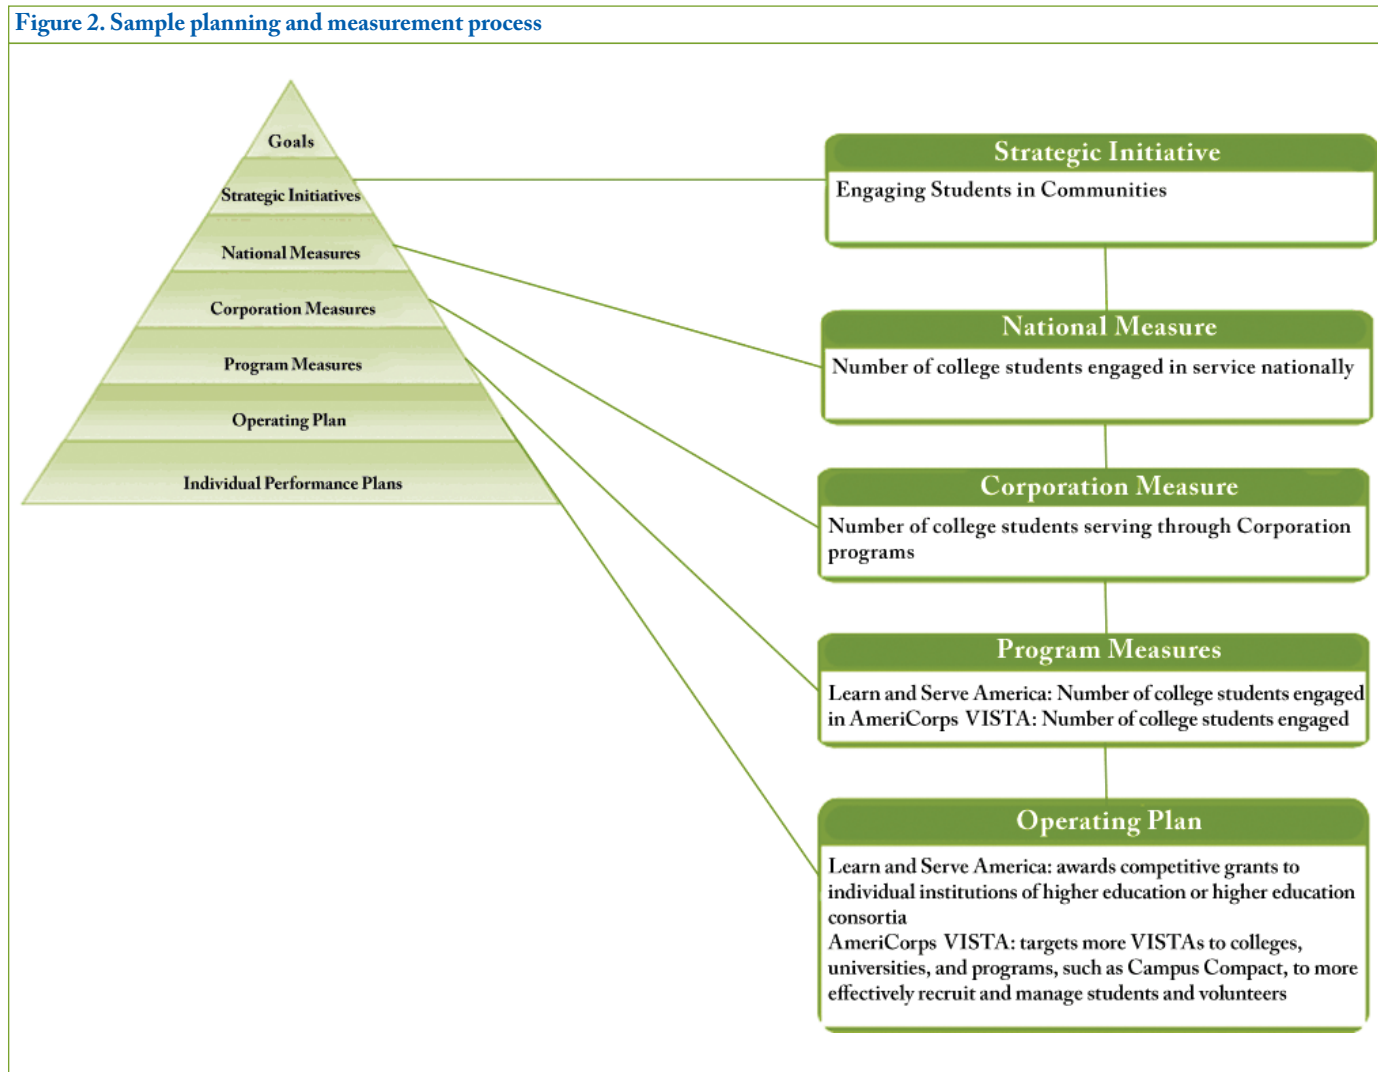 Figure 2. Sample planning and measurement process
Goals
Strategic Initiatives
National Measures
Corporation Measures
Program Measures
Operating Plan
Individual Performance Plans
Strategic Initiative
Engaging Students in Communities
National Measure
Number of college students engaged in service nationally
Corporation Measure
Number of college students serving through Corporation
programs
Program Measures
Learn and Serve America: Number of college students engaged
in AmeriCorps VISTA: Number of college students engaged
Operating Plan
Learn and Serve America: awards competitive grants to
individual institutions of higher education or higher education
consortia
AmeriCorps VISTA: targets more VISTAs to colleges,
universities, and programs, such as Campus Compact, to more
effectively recruit and manage students and volunteers